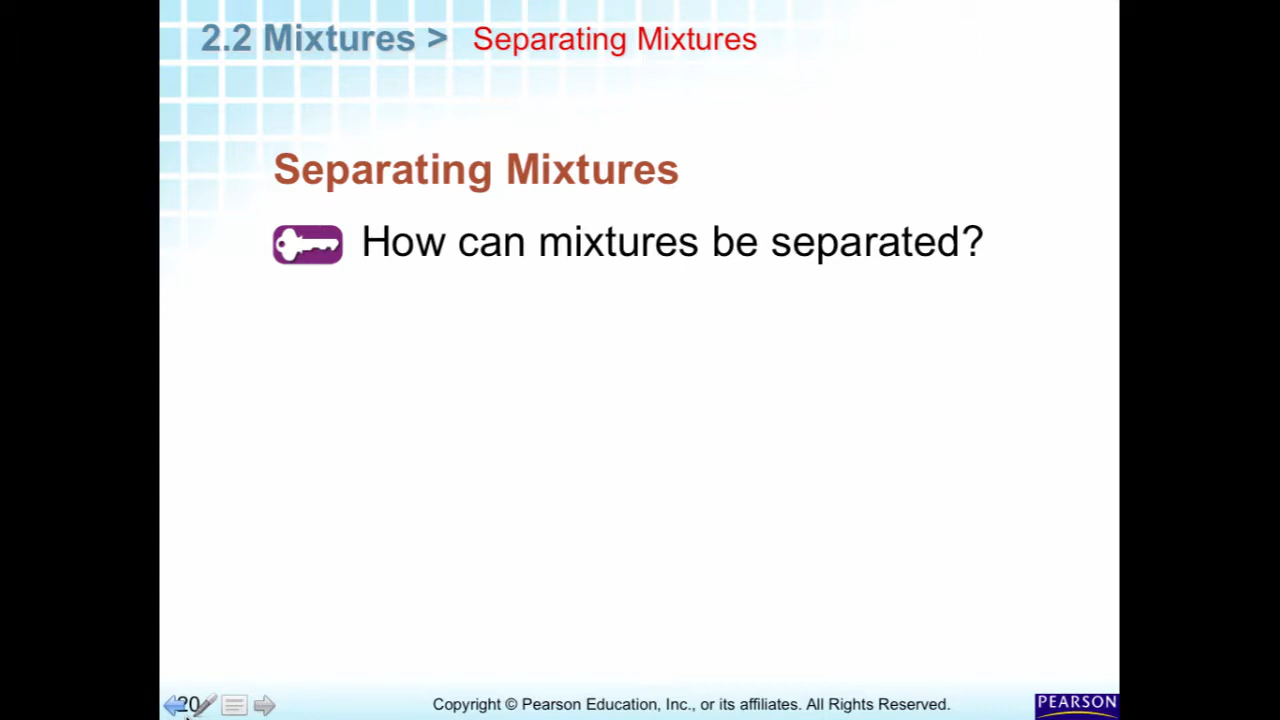 2.2 Mixtures > Separating Mixtures
Separating Mixtures
How can mixtures be separated?
20
Copyright © Pearson Education, Inc., or its affiliates. All Rights Reserved.
PEARSON